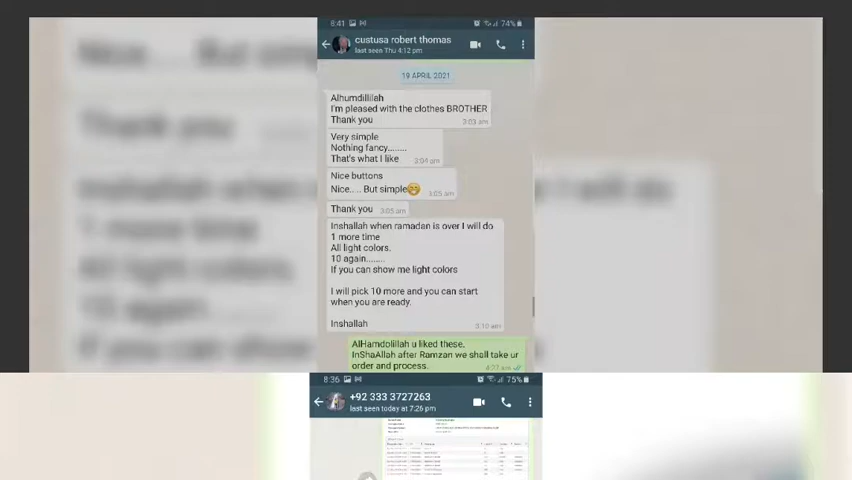 8:41
74%
custusa robert thomas
last seen Thu 4:12 pm
19 APRIL 2021
Alhumdillilah
I'm pleased with the clothes BROTHER
Thank you
3:03 am
Very simple
Nothing fancy........
That's what I like
3:04 am
Nice buttons
Nice..... But simple😁
3:05 am
Thank you
3:05 am
Inshallah when ramadan is over I will do
1 more time
All light colors.
10 again........
If you can show me light colors
I will pick 10 more and you can start
when you are ready.
Inshallah
3:10 am
AlHamdolillah u liked these.
InShaAllah after Ramzan we shall take ur
order and process.
4:27 am
8:36
75%
+92 333 3727263
last seen today at 7:26 pm